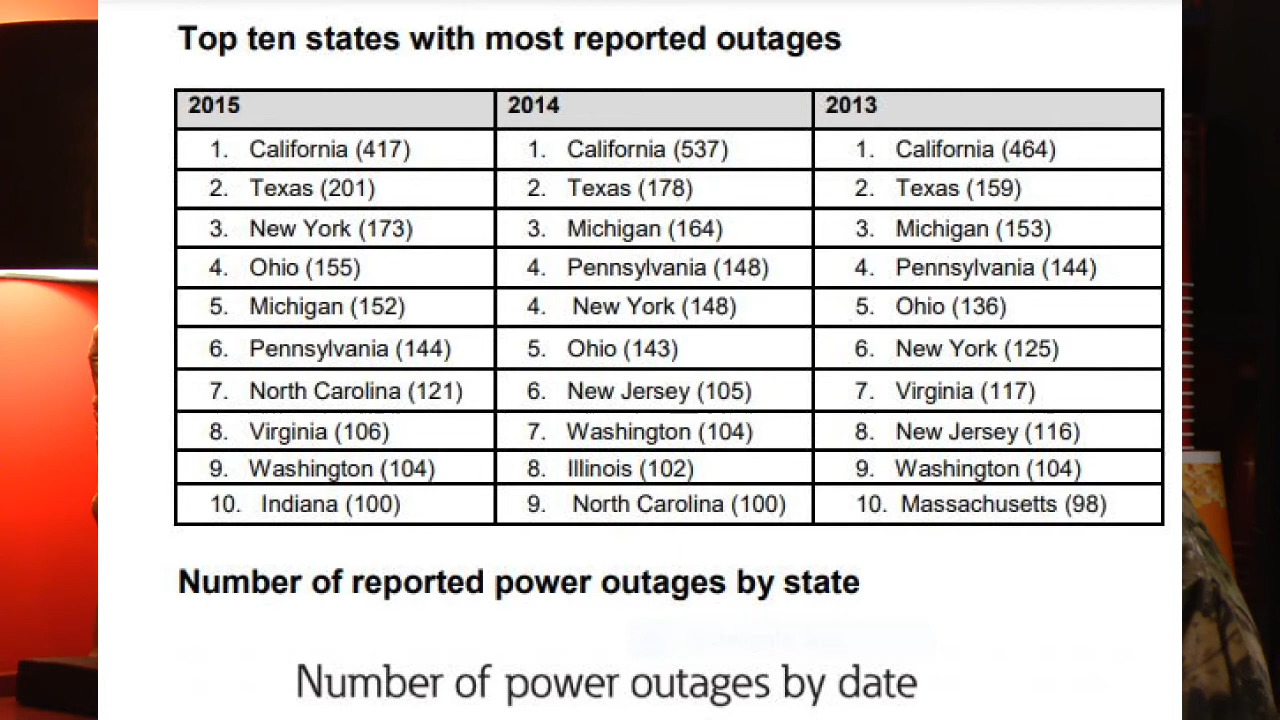 Top ten states with most reported outages
2015 2014 2013
1. California (417) 1. California (537) 1. California (464)
2. Texas (201) 2. Texas (178) 2. Texas (159)
3. New York (173) 3. Michigan (164) 3. Michigan (153)
4. Ohio (155) 4. Pennsylvania (148) 4. Pennsylvania (144)
5. Michigan (152) 4. New York (148) 5. Ohio (136)
6. Pennsylvania (144) 5. Ohio (143) 6. New York (125)
7. North Carolina (121) 6. New Jersey (105) 7. Virginia (117)
8. Virginia (106) 7. Washington (104) 8. New Jersey (116)
9. Washington (104) 8. Illinois (102) 9. Washington (104)
10. Indiana (100) 9. North Carolina (100) 10. Massachusetts (98)
Number of reported power outages by state
Number of power outages by date